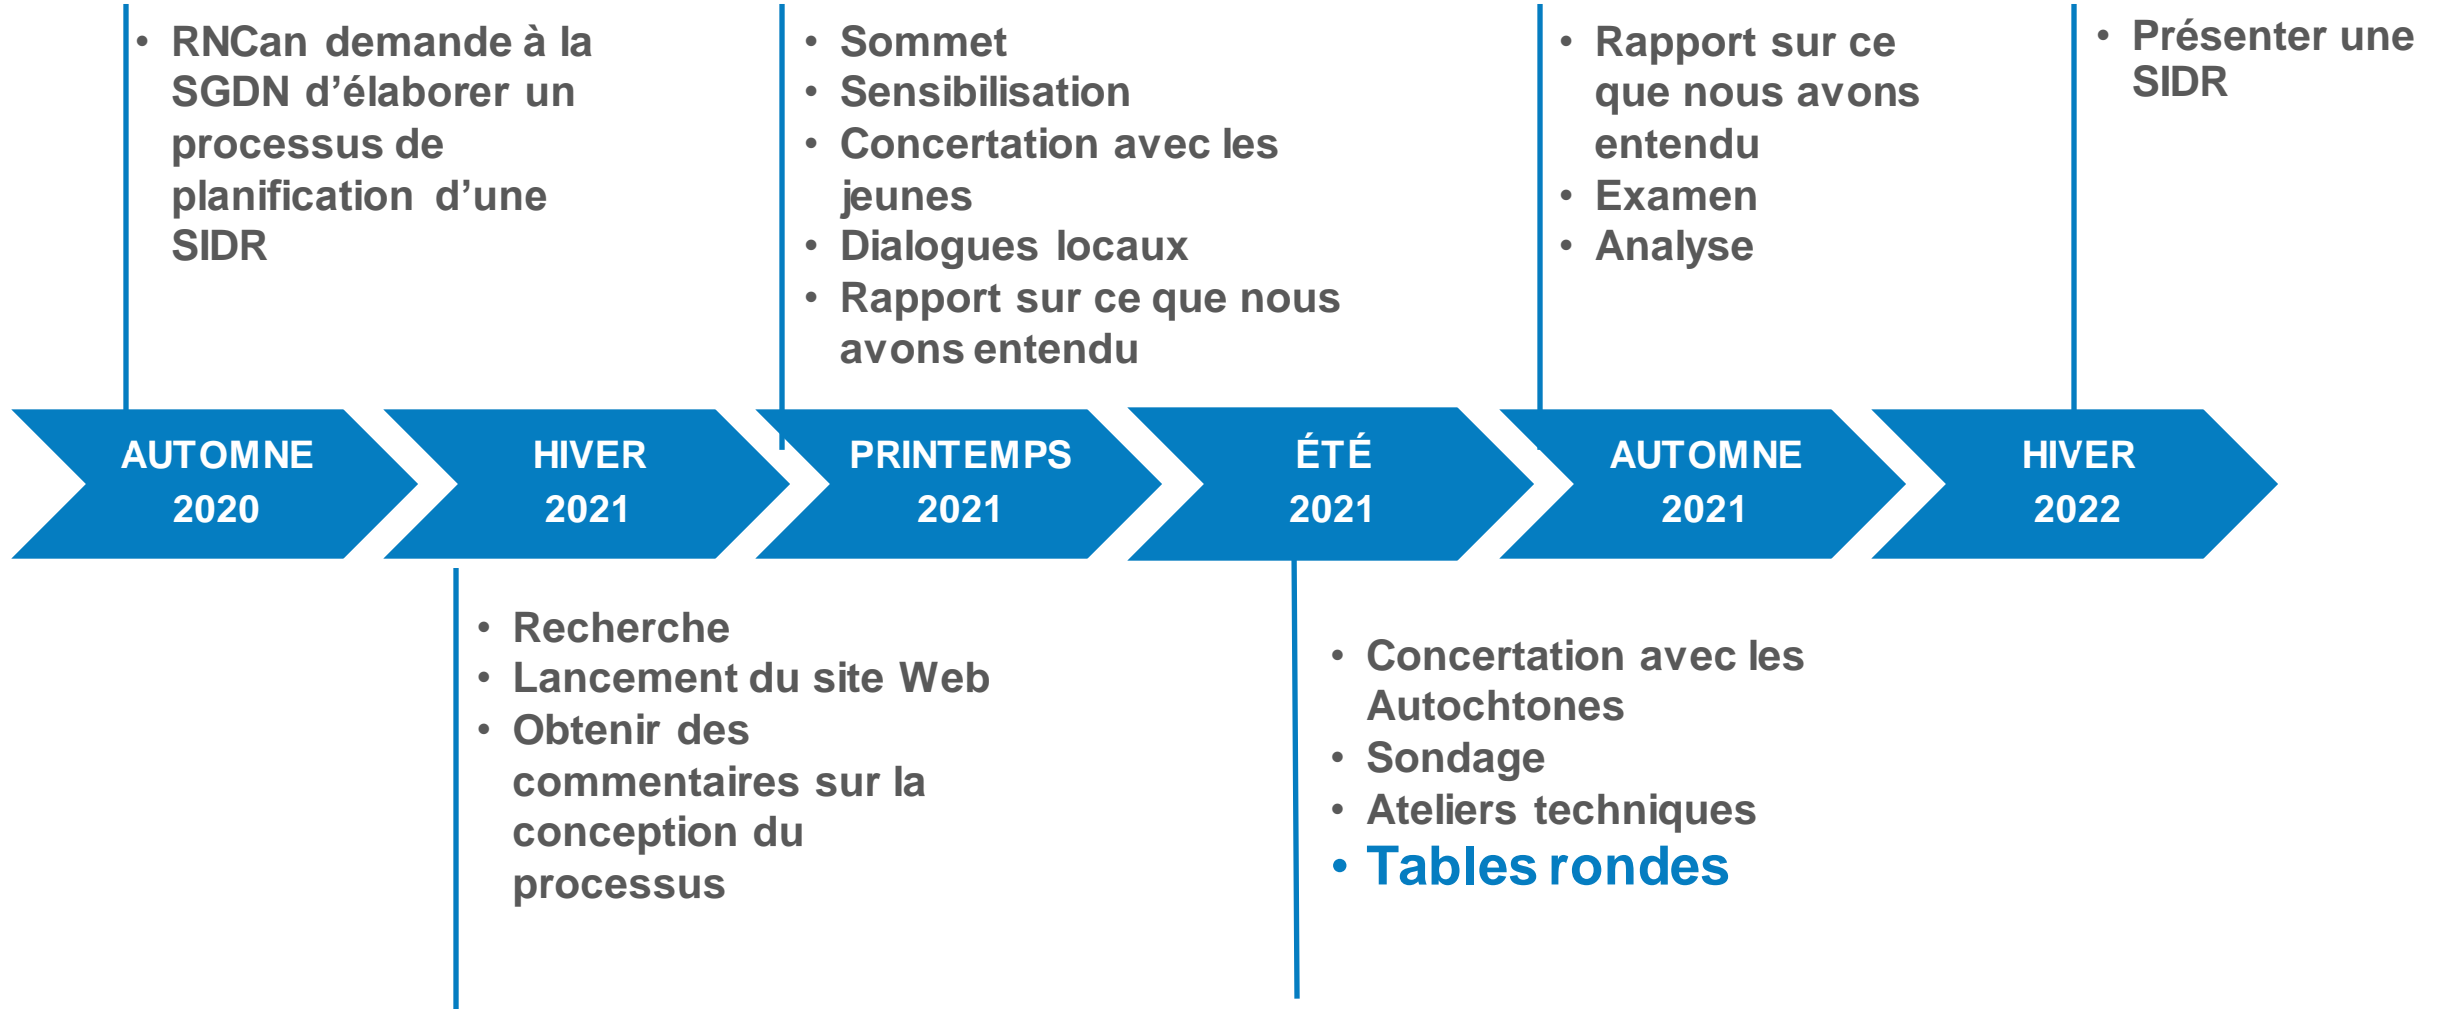 • RNCan demande à la
SGDN d’élaborer un
processus de
planification d’une
SIDR
• Sommet
• Sensibilisation
• Concertation avec les
jeunes
• Dialogues locaux
• Rapport sur ce que nous
avons entendu
• Rapport sur ce
que nous avons
entendu
• Examen
• Analyse
• Présenter une
SIDR
AUTOMNE
2020
HIVER
2021
PRINTEMPS
2021
ÉTÉ
2021
AUTOMNE
2021
HIVER
2022
• Recherche
• Lancement du site Web
• Obtenir des
commentaires sur la
conception du
processus
• Concertation avec les
Autochtones
• Sondage
• Ateliers techniques
• Tables rondes